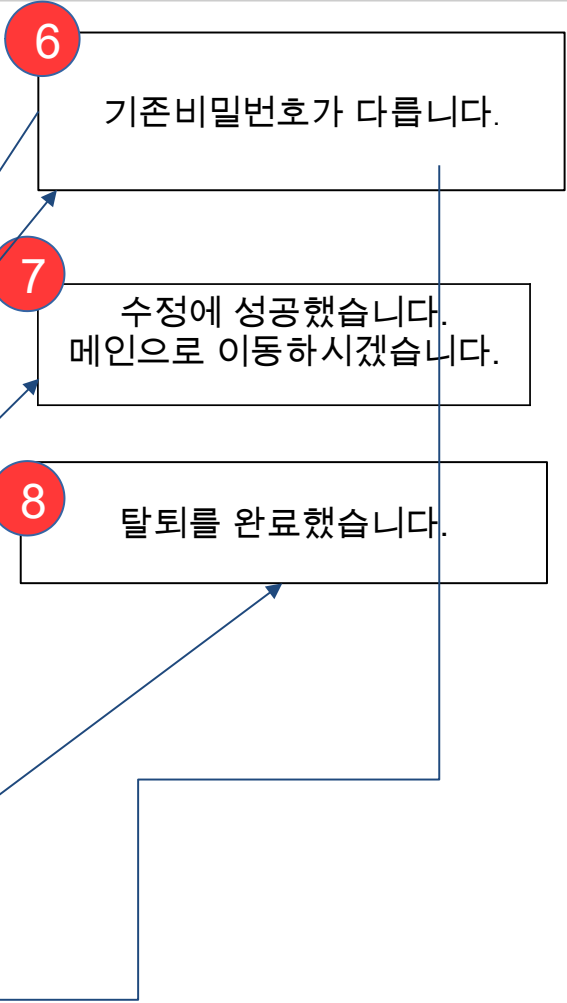 6
기존비밀번호가 다릅니다.
7
수정에 성공했습니다.
메인으로 이동하시겠습니다.
8
탈퇴를 완료했습니다.